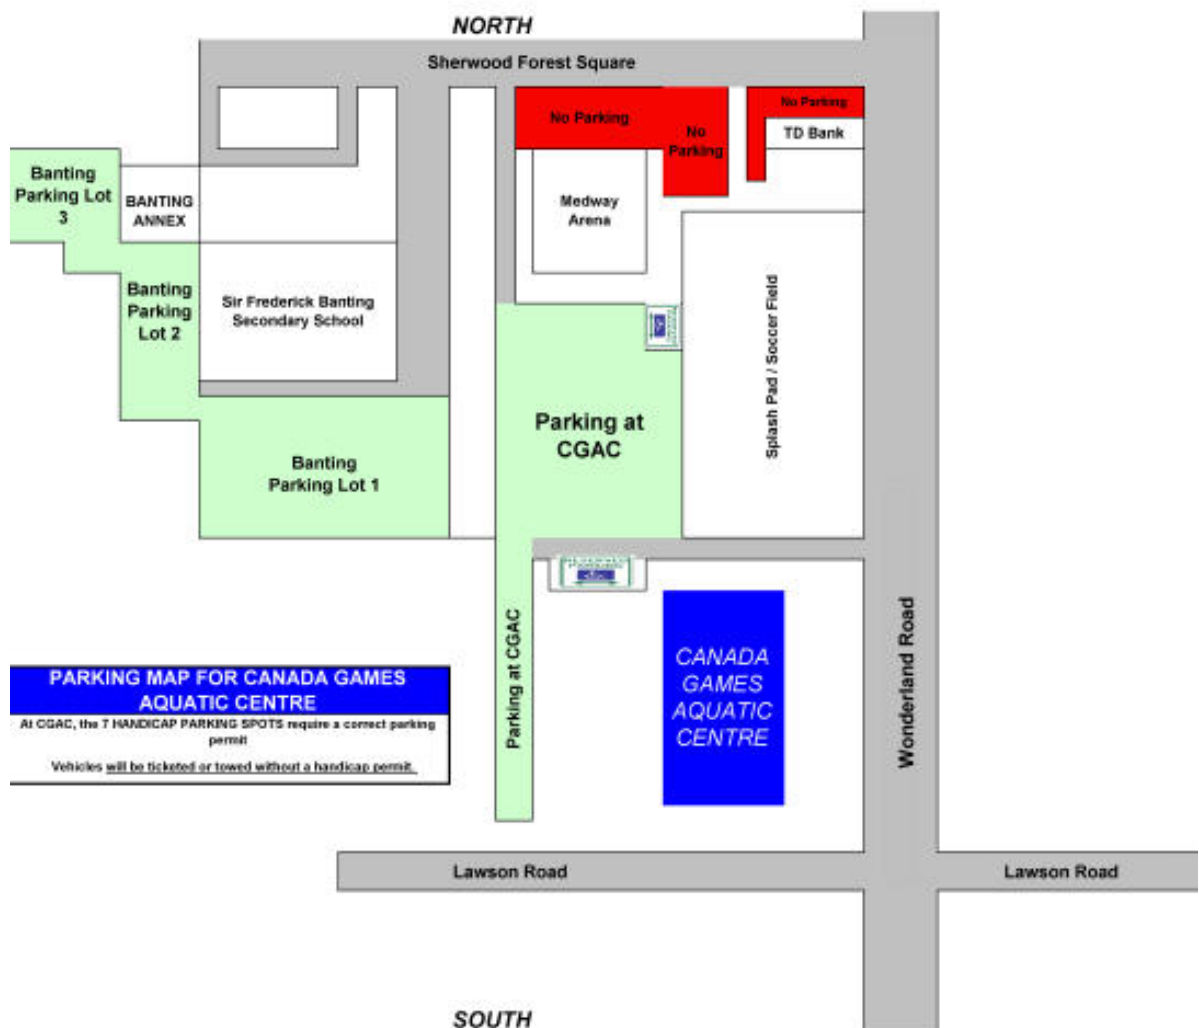 NORTH
Sherwood Forest Square
No Parking
No
Parking
No Parking
TD Bank
Banting
Parking Lot
3
BANTING
ANNEX
Medway
Arena
Banting
Parking
Lot 2
Sir Frederick Banting
Secondary School
Splash Pad / Soccer Field
Parking at
CGAC
Banting
Parking Lot 1
Parking at CGAC
CANADA
GAMES
AQUATIC
CENTRE
Wonderland Road
PARKING MAP FOR CANADA GAMES
AQUATIC CENTRE
At CGAC, the 7 HANDICAP PARKING SPOTS require a correct parking
permit
Vehicles will be ticketed or towed without a handicap permit.
Lawson Road
Lawson Road
SOUTH